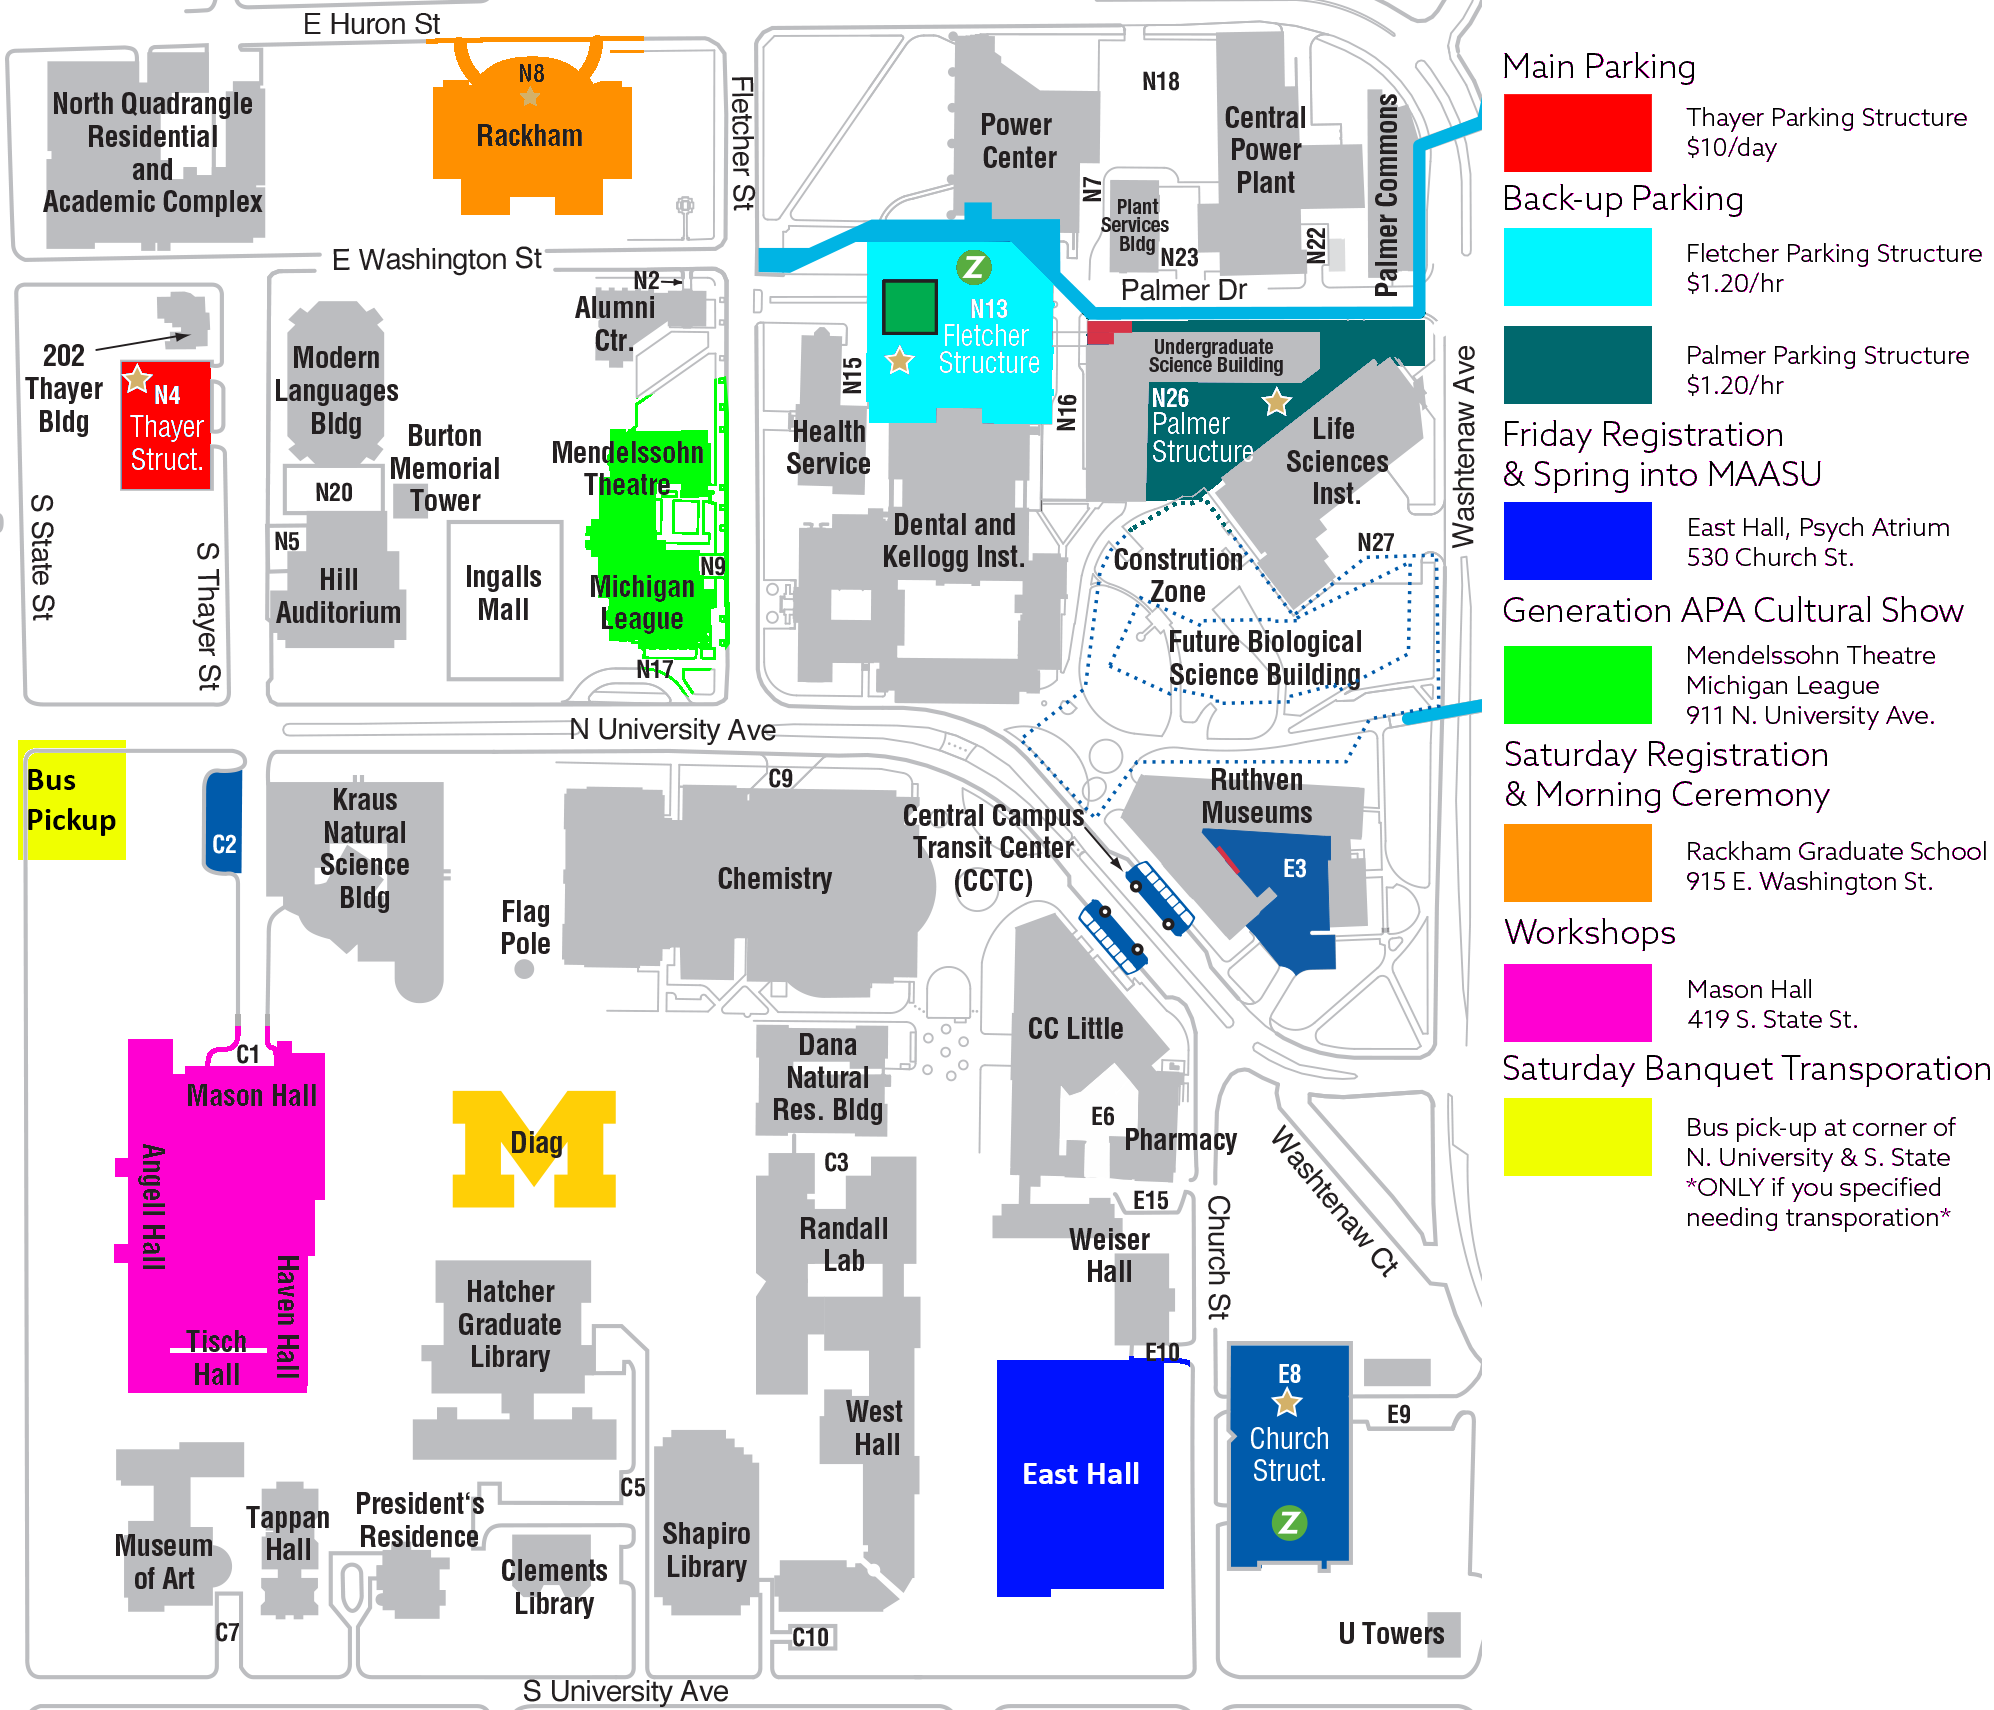 E Huron St
N8
Rackham
North Quadrangle
Residential
and
Academic Complex
Fletcher St
E Washington St
Power
Center
N18
Central
Power
Plant
Palmer Commons
N7
Plant
Services
Bldg
N23
N22
Palmer Dr
N2
Alumni
Ctr.
202
Thayer
Bldg
N4
Thayer
Struct.
Modern
Languages
Bldg
Burton
Memorial
Tower
N20
N5
Hill
Auditorium
Ingalls
Mall
Mendelssohn
Theatre
N9
Michigan
League
N17
S State St
S Thayer St
Z
N13
Fletcher
Structure
N15
N16
Health
Service
Dental and
Kellogg Inst.
Undergraduate
Science Building
N26
Palmer
Structure
Life
Sciences
Inst.
Washtenaw Ave
N27
Constrution
Zone
Future Biological
Science Building
N University Ave
Bus
Pickup
C2
Kraus
Natural
Science
Bldg
C9
Chemistry
Flag
Pole
Central Campus
Transit Center
(CCTC)
Ruthven
Museums
E3
CC Little
Dana
Natural
Res. Bldg
C1
Mason Hall
Angell Hall
Haven Hall
Tisch
Hall
Diag
C3
Randall
Lab
E6
Pharmacy
E15
Weiser
Hall
Church St
Washtenaw Ct
Hatcher
Graduate
Library
E10
East Hall
E8
Church
Struct.
Z
E9
West
Hall
C5
Museum
of Art
Tappan
Hall
President's
Residence
Clements
Library
Shapiro
Library
C7
C10
U Towers
S University Ave
Main Parking
Thayer Parking Structure
$10/day
Back-up Parking
Fletcher Parking Structure
$1.20/hr
Palmer Parking Structure
$1.20/hr
Friday Registration
& Spring into MAASU
East Hall, Psych Atrium
530 Church St.
Generation APA Cultural Show
Mendelssohn Theatre
Michigan League
911 N. University Ave.
Saturday Registration
& Morning Ceremony
Rackham Graduate School
915 E. Washington St.
Workshops
Mason Hall
419 S. State St.
Saturday Banquet Transporation
Bus pick-up at corner of
N. University & S. State
*ONLY if you specified
needing transporation*